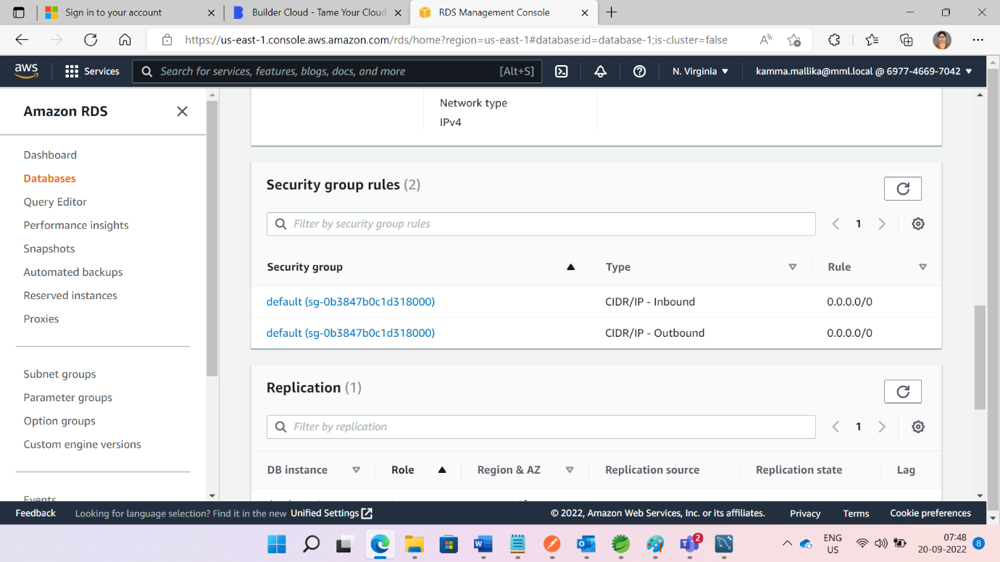 Sign in to your account
Builder Cloud - Tame Your Cloud
RDS Management Console
https://us-east-1.console.aws.amazon.com/rds/home?region=us-east-1#database:id=database-1;is-cluster=false
aws
Services
Search for services, features, blogs, docs, and more
[Alt+S]
N. Virginia
kamma.mallika@mml.local @ 6977-4669-7042
Amazon RDS
Dashboard
Databases
Query Editor
Performance insights
Snapshots
Automated backups
Reserved instances
Proxies
Subnet groups
Parameter groups
Option groups
Custom engine versions
Events
Network type
IPv4
Security group rules (2)
Filter by security group rules
1
Security group Type Rule
default (sg-0b3847b0c1d318000) CIDR/IP - Inbound 0.0.0.0/0
default (sg-0b3847b0c1d318000) CIDR/IP - Outbound 0.0.0.0/0
Replication (1)
Filter by replication
1
DB instance Role Region & AZ Replication source Replication state Lag
Feedback Looking for language selection? Find it in the new Unified Settings
© 2022, Amazon Web Services, Inc. or its affiliates. Privacy Terms Cookie preferences
2
ENG
US
07:48
20-09-2022
8